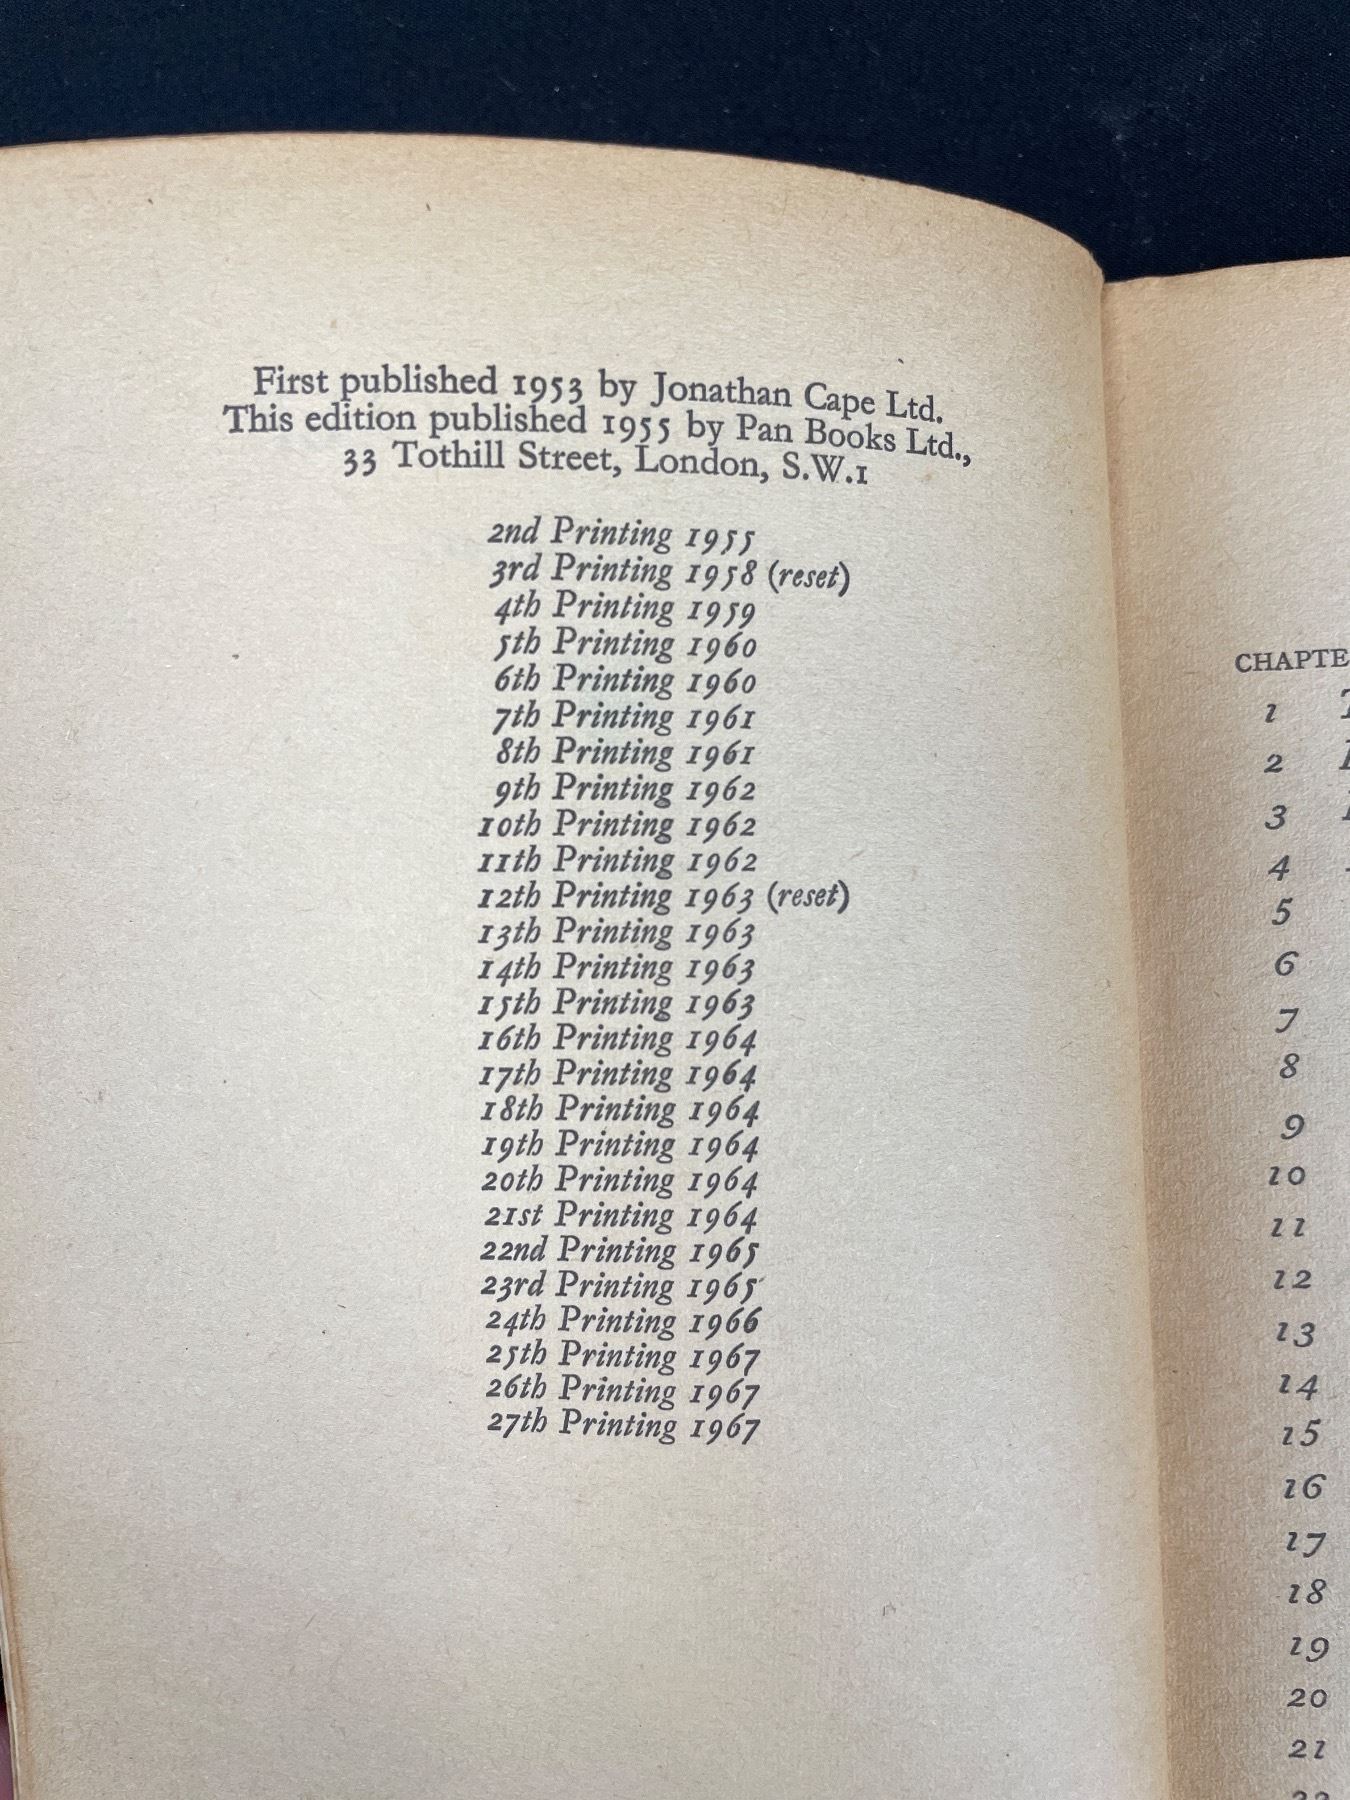 First published 1953 by Jonathan Cape Ltd.
This edition published 1955 by Pan Books Ltd.,
33 Tothill Street, London, S.W.1
2nd Printing 1955
3rd Printing 1958 (reset)
4th Printing 1959
5th Printing 1960
6th Printing 1960
7th Printing 1961
8th Printing 1961
9th Printing 1962
10th Printing 1962
11th Printing 1962
12th Printing 1963 (reset)
13th Printing 1963
14th Printing 1963
15th Printing 1963
16th Printing 1964
17th Printing 1964
18th Printing 1964
19th Printing 1964
20th Printing 1964
21st Printing 1964
22nd Printing 1965
23rd Printing 1965
24th Printing 1966
25th Printing 1967
26th Printing 1967
27th Printing 1967
CHAPTE
1
2
3
4
5
6
7
8
9
10
11
12
13
14
15
16
17
18
19
20
21